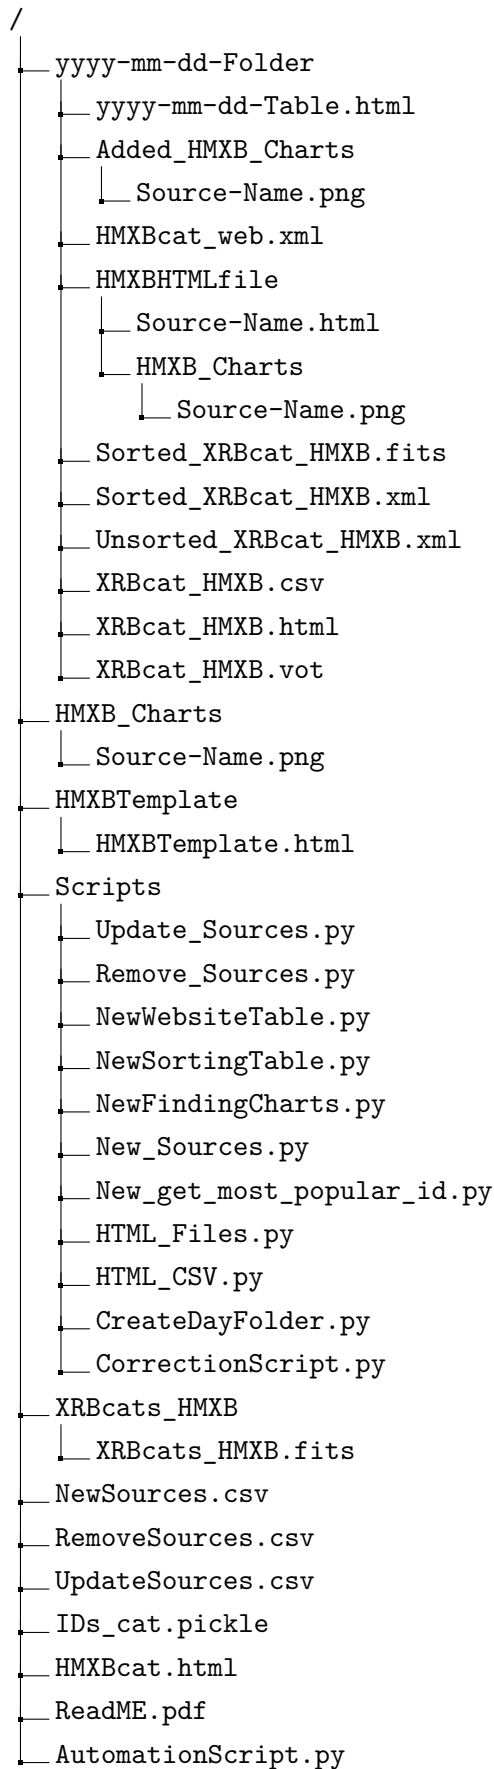 /
yyyy-mm-dd-Folder
yyyy-mm-dd-Table.html
Added_HMXB_Charts
Source-Name.png
HMXBcat_web.xml
HMXBHTMLfile
Source-Name.html
HMXB_Charts
Source-Name.png
Sorted_XRBcat_HMXB.fits
Sorted_XRBcat_HMXB.xml
Unsorted_XRBcat_HMXB.xml
XRBcat_HMXB.csv
XRBcat_HMXB.html
XRBcat_HMXB.vot
HMXB_Charts
Source-Name.png
HMXBTemplate
HMXBTemplate.html
Scripts
Update_Sources.py
Remove_Sources.py
NewWebsiteTable.py
NewSortingTable.py
NewFindingCharts.py
New_Sources.py
New_get_most_popular_id.py
HTML_Files.py
HTML_CSV.py
CreateDayFolder.py
CorrectionScript.py
XRBcats_HMXB
XRBcats_HMXB.fits
NewSources.csv
RemoveSources.csv
UpdateSources.csv
IDs_cat.pickle
HMXBcat.html
ReadME.pdf
AutomationScript.py